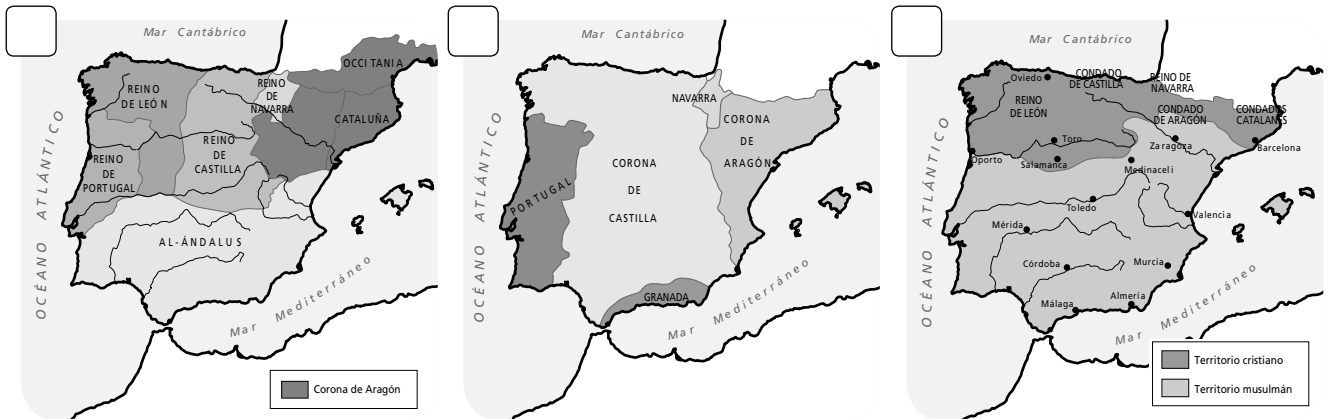 Mar Cantábrico
OCCITANIA
REINO
DE LEÓN
REINO
DE
NAVARRA
CATALUÑA
REINO
DE
CASTILLA
REINO
DE
PORTUGAL
AL-ÁNDALUS
OCÉANO ATLÁNTICO
Mar Mediterráneo
Corona de Aragón
Mar Cantábrico
NAVARRA
CORONA
DE
ARAGÓN
CORONA
DE
CASTILLA
PORTUGAL
GRANADA
OCÉANO ATLÁNTICO
Mar Mediterráneo
Mar Cantábrico
Oviedo
CONDADO
DE CASTILLA
REINO DE
NAVARRA
REINO
DE LEÓN
CONDADO
DE ARAGÓN
CONDADOS
CATALANES
Toro
Zaragoza
Barcelona
Oporto
Salamanca
Medinaceli
Toledo
Valencia
Mérida
Córdoba
Murcia
Málaga
Almería
OCÉANO ATLÁNTICO
Mar Mediterráneo
Territorio cristiano
Territorio musulmán